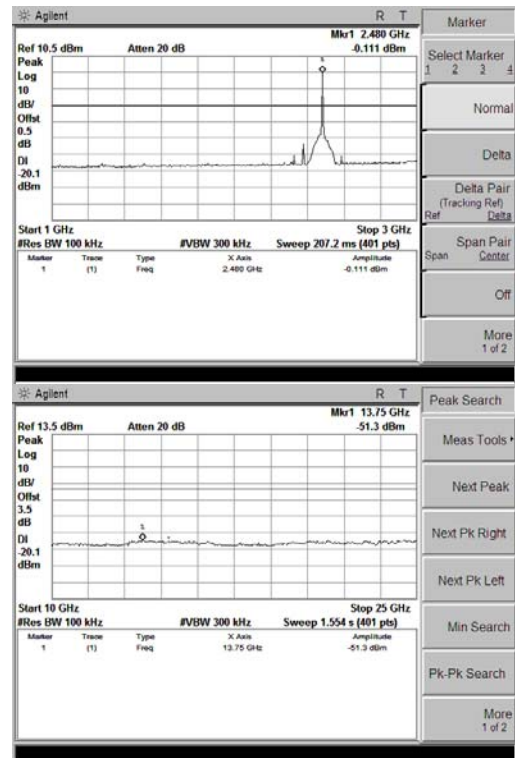 Agilent R T
Mkr1 2.480 GHz
Ref 10.5 dBm Atten 20 dB -0.111 dBm
Peak
Log
10
dB/
Offst
0.5
dB
DI
-20.1
dBm
1
Start 1 GHz Stop 3 GHz
#Res BW 100 kHz #VBW 300 kHz Sweep 207.2 ms (401 pts)
Marker Trace Type X Axis Amplitude
1 (1) Freq 2.480 GHz -0.111 dBm
Marker
Select Marker
1 2 3 4
Normal
Delta
Delta Pair
(Tracking Ref)
Ref Delta
Span Pair
Span Center
Off
More
1 of 2
Agilent R T
Mkr1 13.75 GHz
Ref 13.5 dBm Atten 20 dB -51.3 dBm
Peak
Log
10
dB/
Offst
3.5
dB
DI
-20.1
dBm
1
Start 10 GHz Stop 25 GHz
#Res BW 100 kHz #VBW 300 kHz Sweep 1.554 s (401 pts)
Marker Trace Type X Axis Amplitude
1 (1) Freq 13.75 GHz -51.3 dBm
Peak Search
Meas Tools
Next Peak
Next Pk Right
Next Pk Left
Min Search
Pk-Pk Search
More
1 of 2